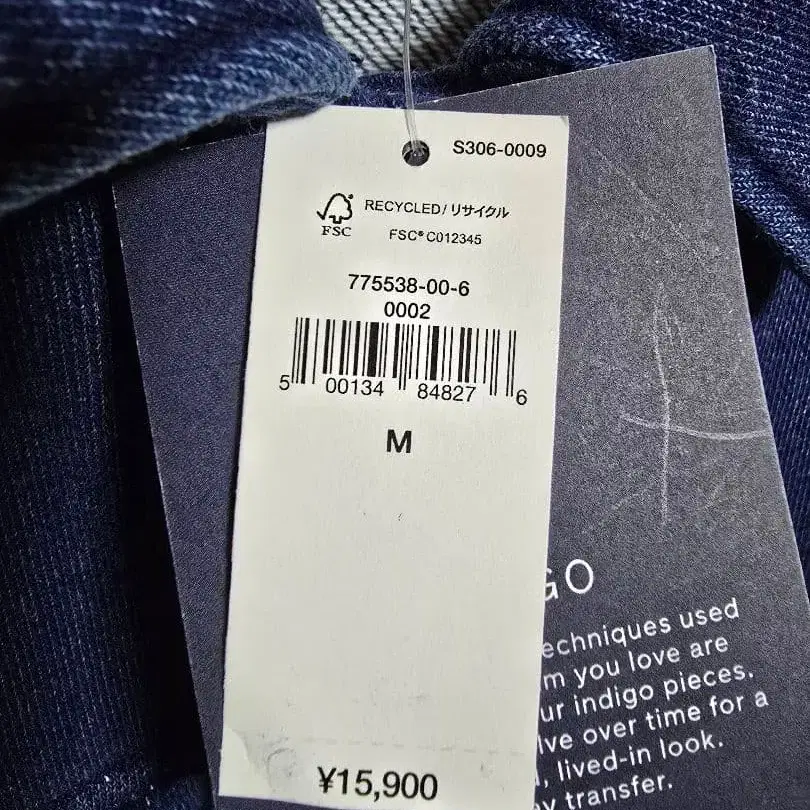 S306-0009
FSC
RECYCLED/リサイクル
FSC® C012345
775538-00-6
0002
5 00134 84827 6
M
¥15,900
GO
echniques used
m you love are
ur indigo pieces.
lve over time for a
, lived-in look.
y transfer.